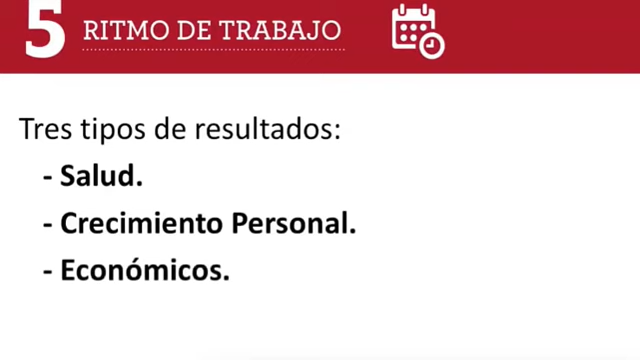 5 RITMO DE TRABAJO
Tres tipos de resultados:
- Salud.
- Crecimiento Personal.
- Económicos.